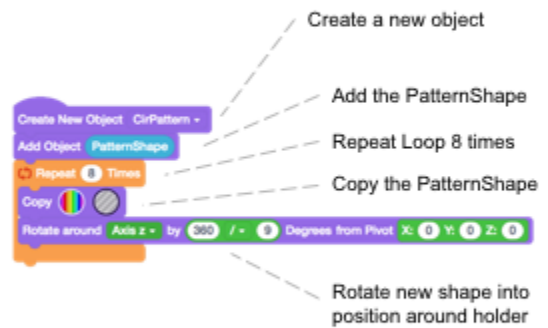 Create a new object
Create New Object CirPattern
Add the PatternShape
Add Object PatternShape
Repeat Loop 8 times
Repeat 8 Times
Copy the PatternShape
Copy
Rotate around Axis z by 360 / 9 Degrees from Pivot X: 0 Y: 0 Z: 0
Rotate new shape into
position around holder